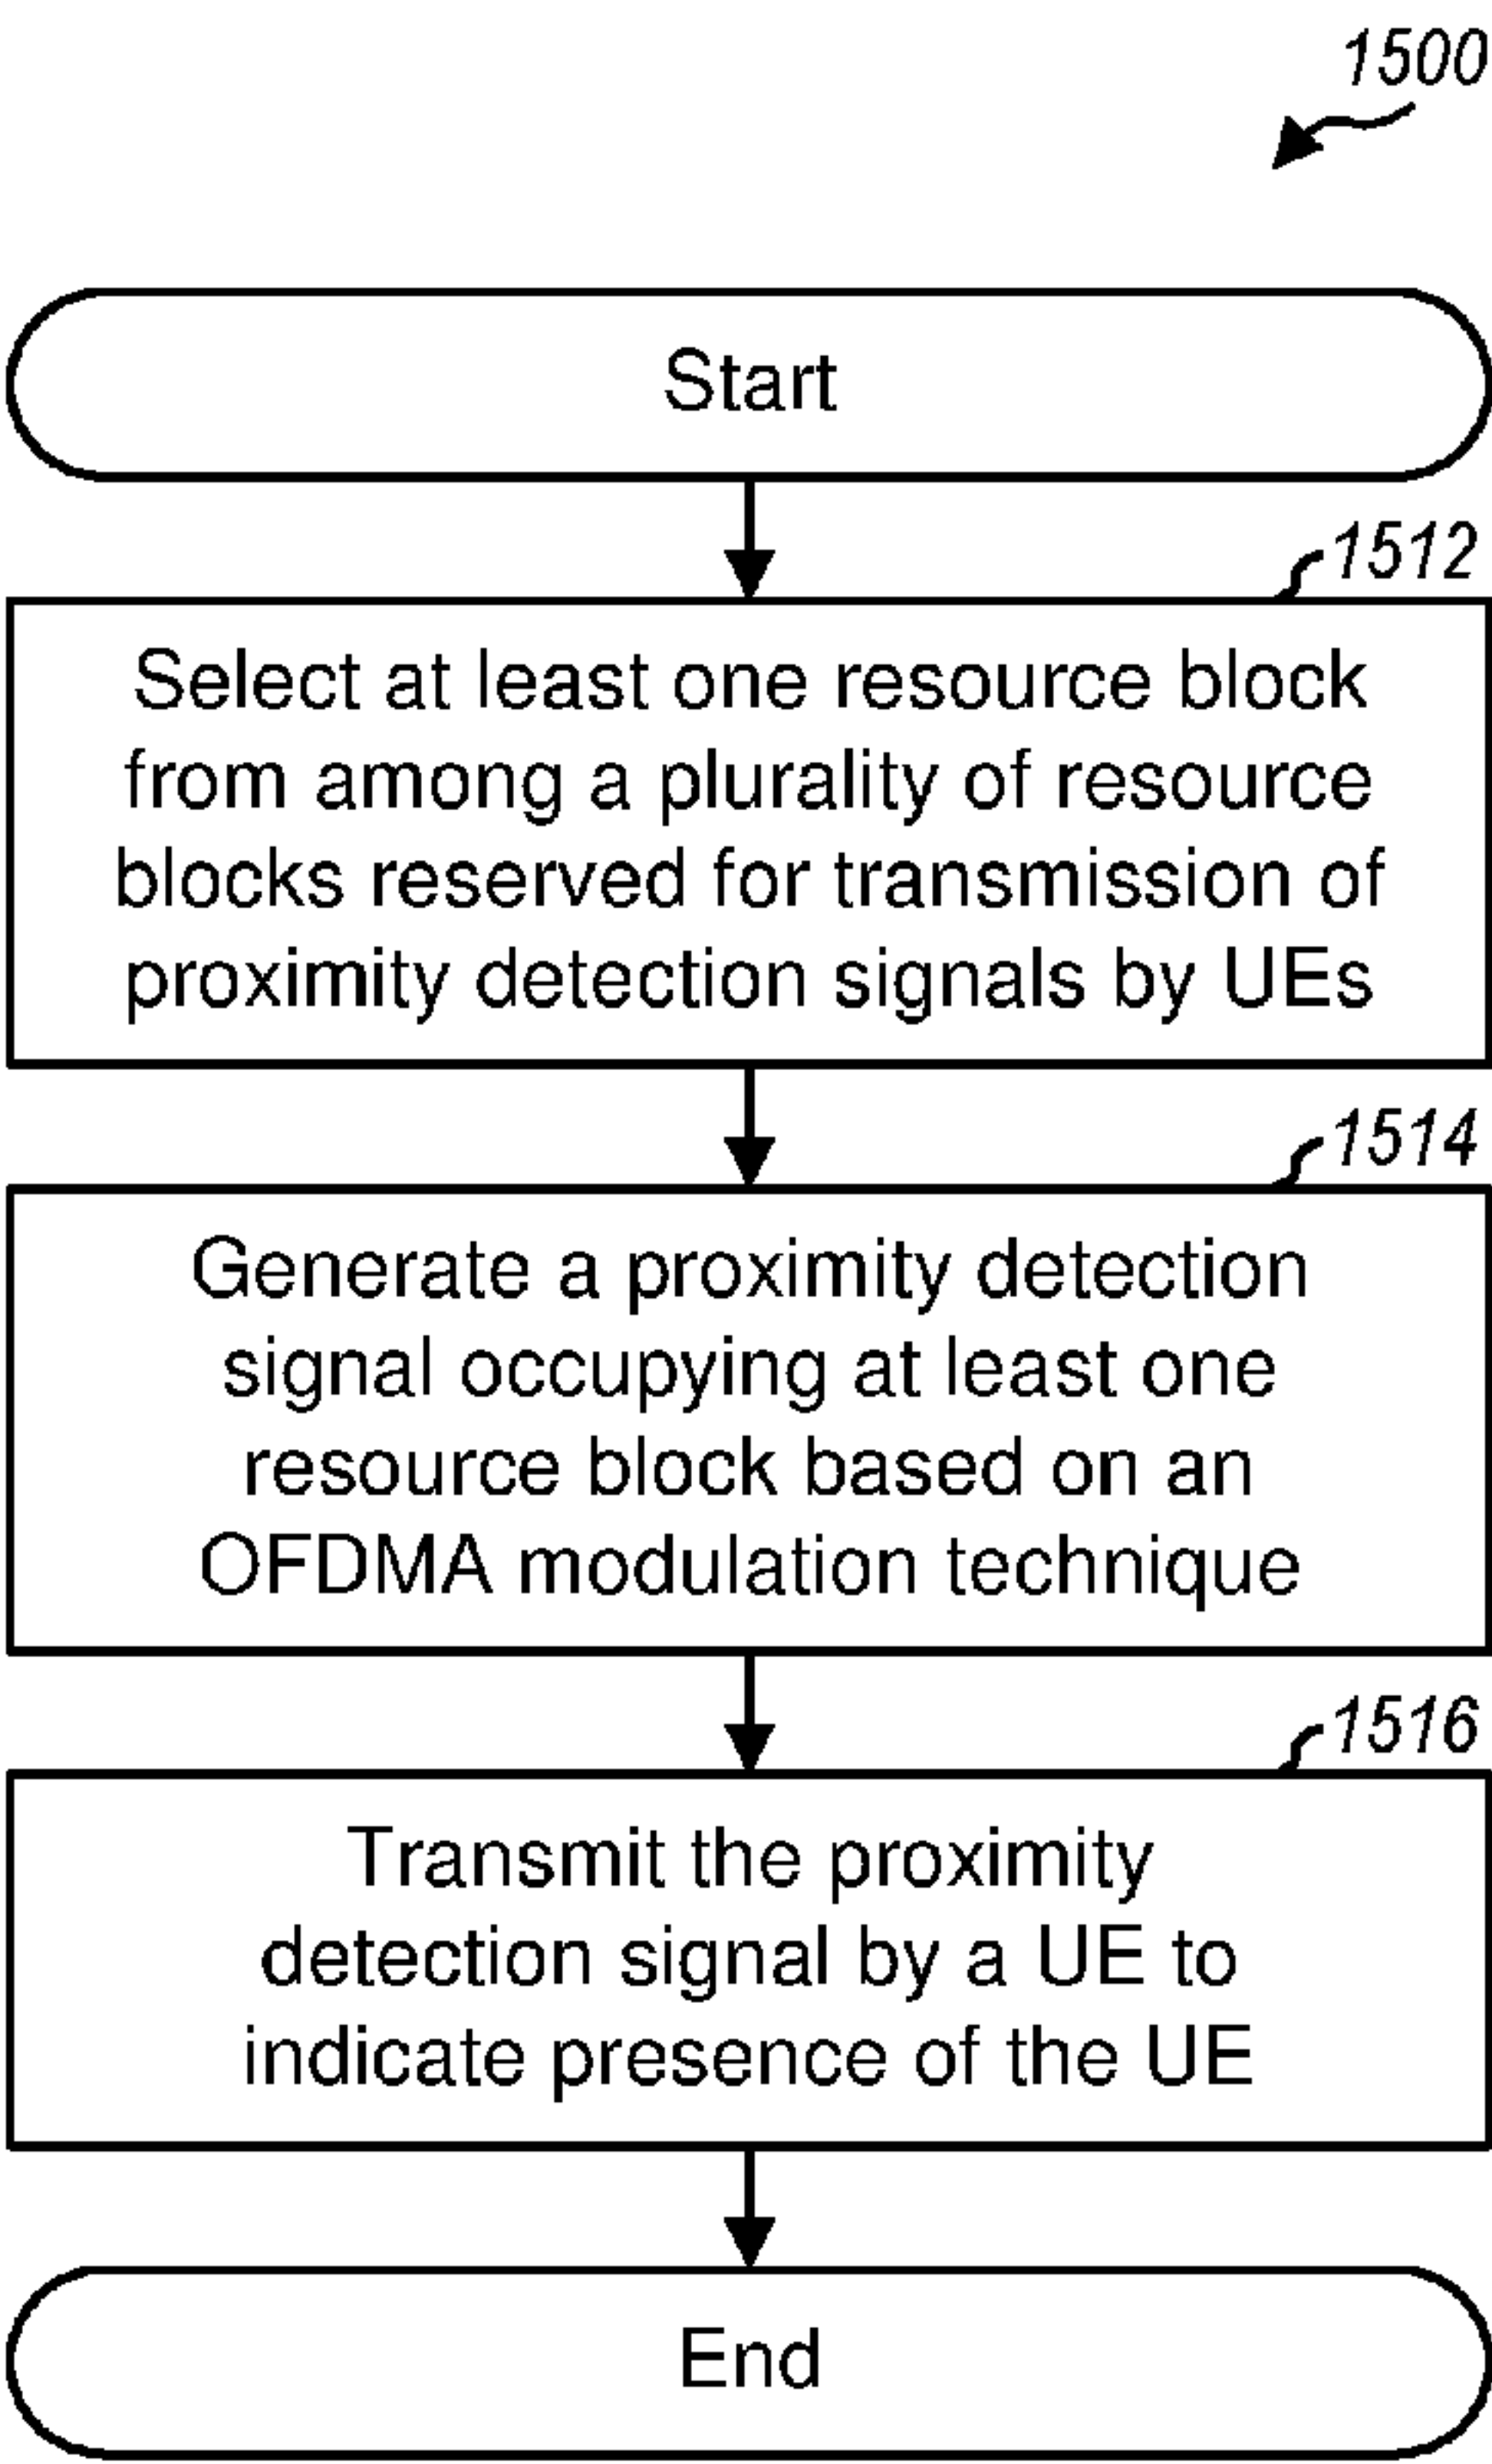 1500
Start
1512
Select at least one resource block
from among a plurality of resource
blocks reserved for transmission of
proximity detection signals by UEs
1514
Generate a proximity detection
signal occupying at least one
resource block based on an
OFDMA modulation technique
1516
Transmit the proximity
detection signal by a UE to
indicate presence of the UE
End